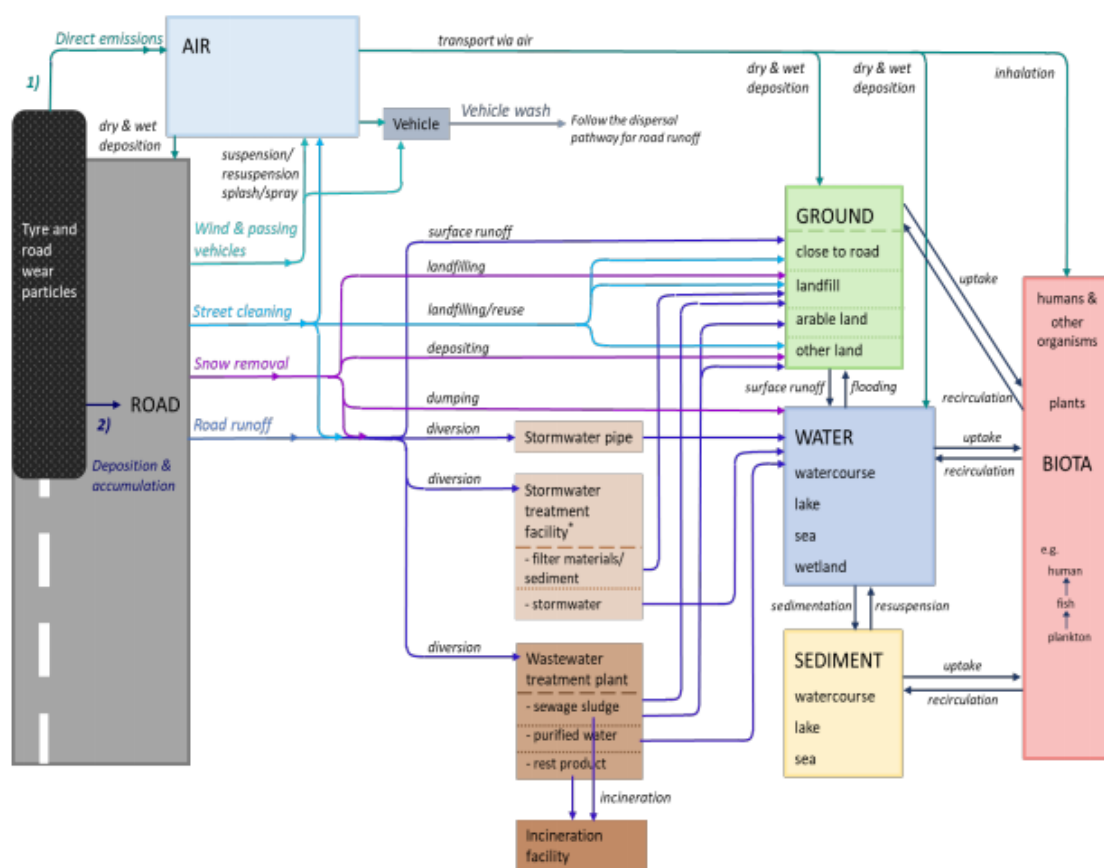 Direct emissions
AIR
transport via air
1)
dry & wet
deposition
dry & wet
deposition
inhalation
dry & wet
deposition
Vehicle
Vehicle wash
Follow the dispersal
pathway for road runoff
suspension/
resuspension
splash/spray
Tyre and
road
wear
particles
Wind & passing
vehicles
surface runoff
GROUND
close to road
landfilling
landfill
uptake
Street cleaning
landfilling/reuse
arable land
humans &
other
organisms
depositing
other land
Snow removal
surface runoff
flooding
recirculation
plants
ROAD
2)
dumping
Road runoff
diversion
Stormwater pipe
WATER
uptake
BIOTA
Deposition &
accumulation
recirculation
watercourse
lake
sea
wetland
diversion
Stormwater
treatment
facility*
- filter materials/
sediment
- stormwater
e.g.
human
fish
plankton
sedimentation
resuspension
diversion
Wastewater
treatment plant
- sewage sludge
- purified water
- rest product
SEDIMENT
watercourse
lake
sea
uptake
recirculation
incineration
Incineration
facility